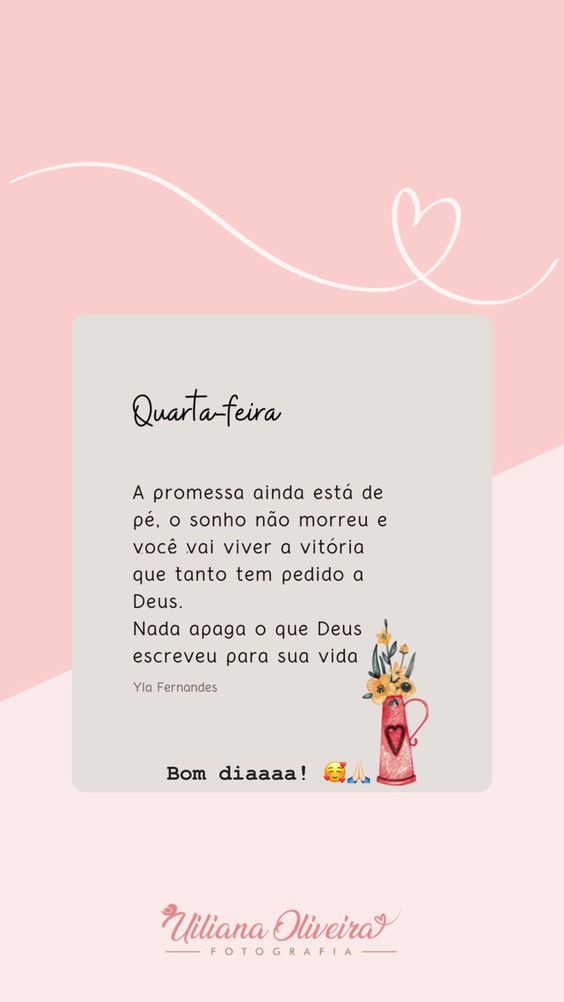 Quarta-feira
A promessa ainda está de
pé, o sonho não morreu e
você vai viver a vitória
que tanto tem pedido a
Deus.
Nada apaga o que Deus
escreveu para sua vida
Yla Fernandes
Bom diaaaa! 🥰🙏🏻
Uiliana Oliveira
FOTOGRAFIA